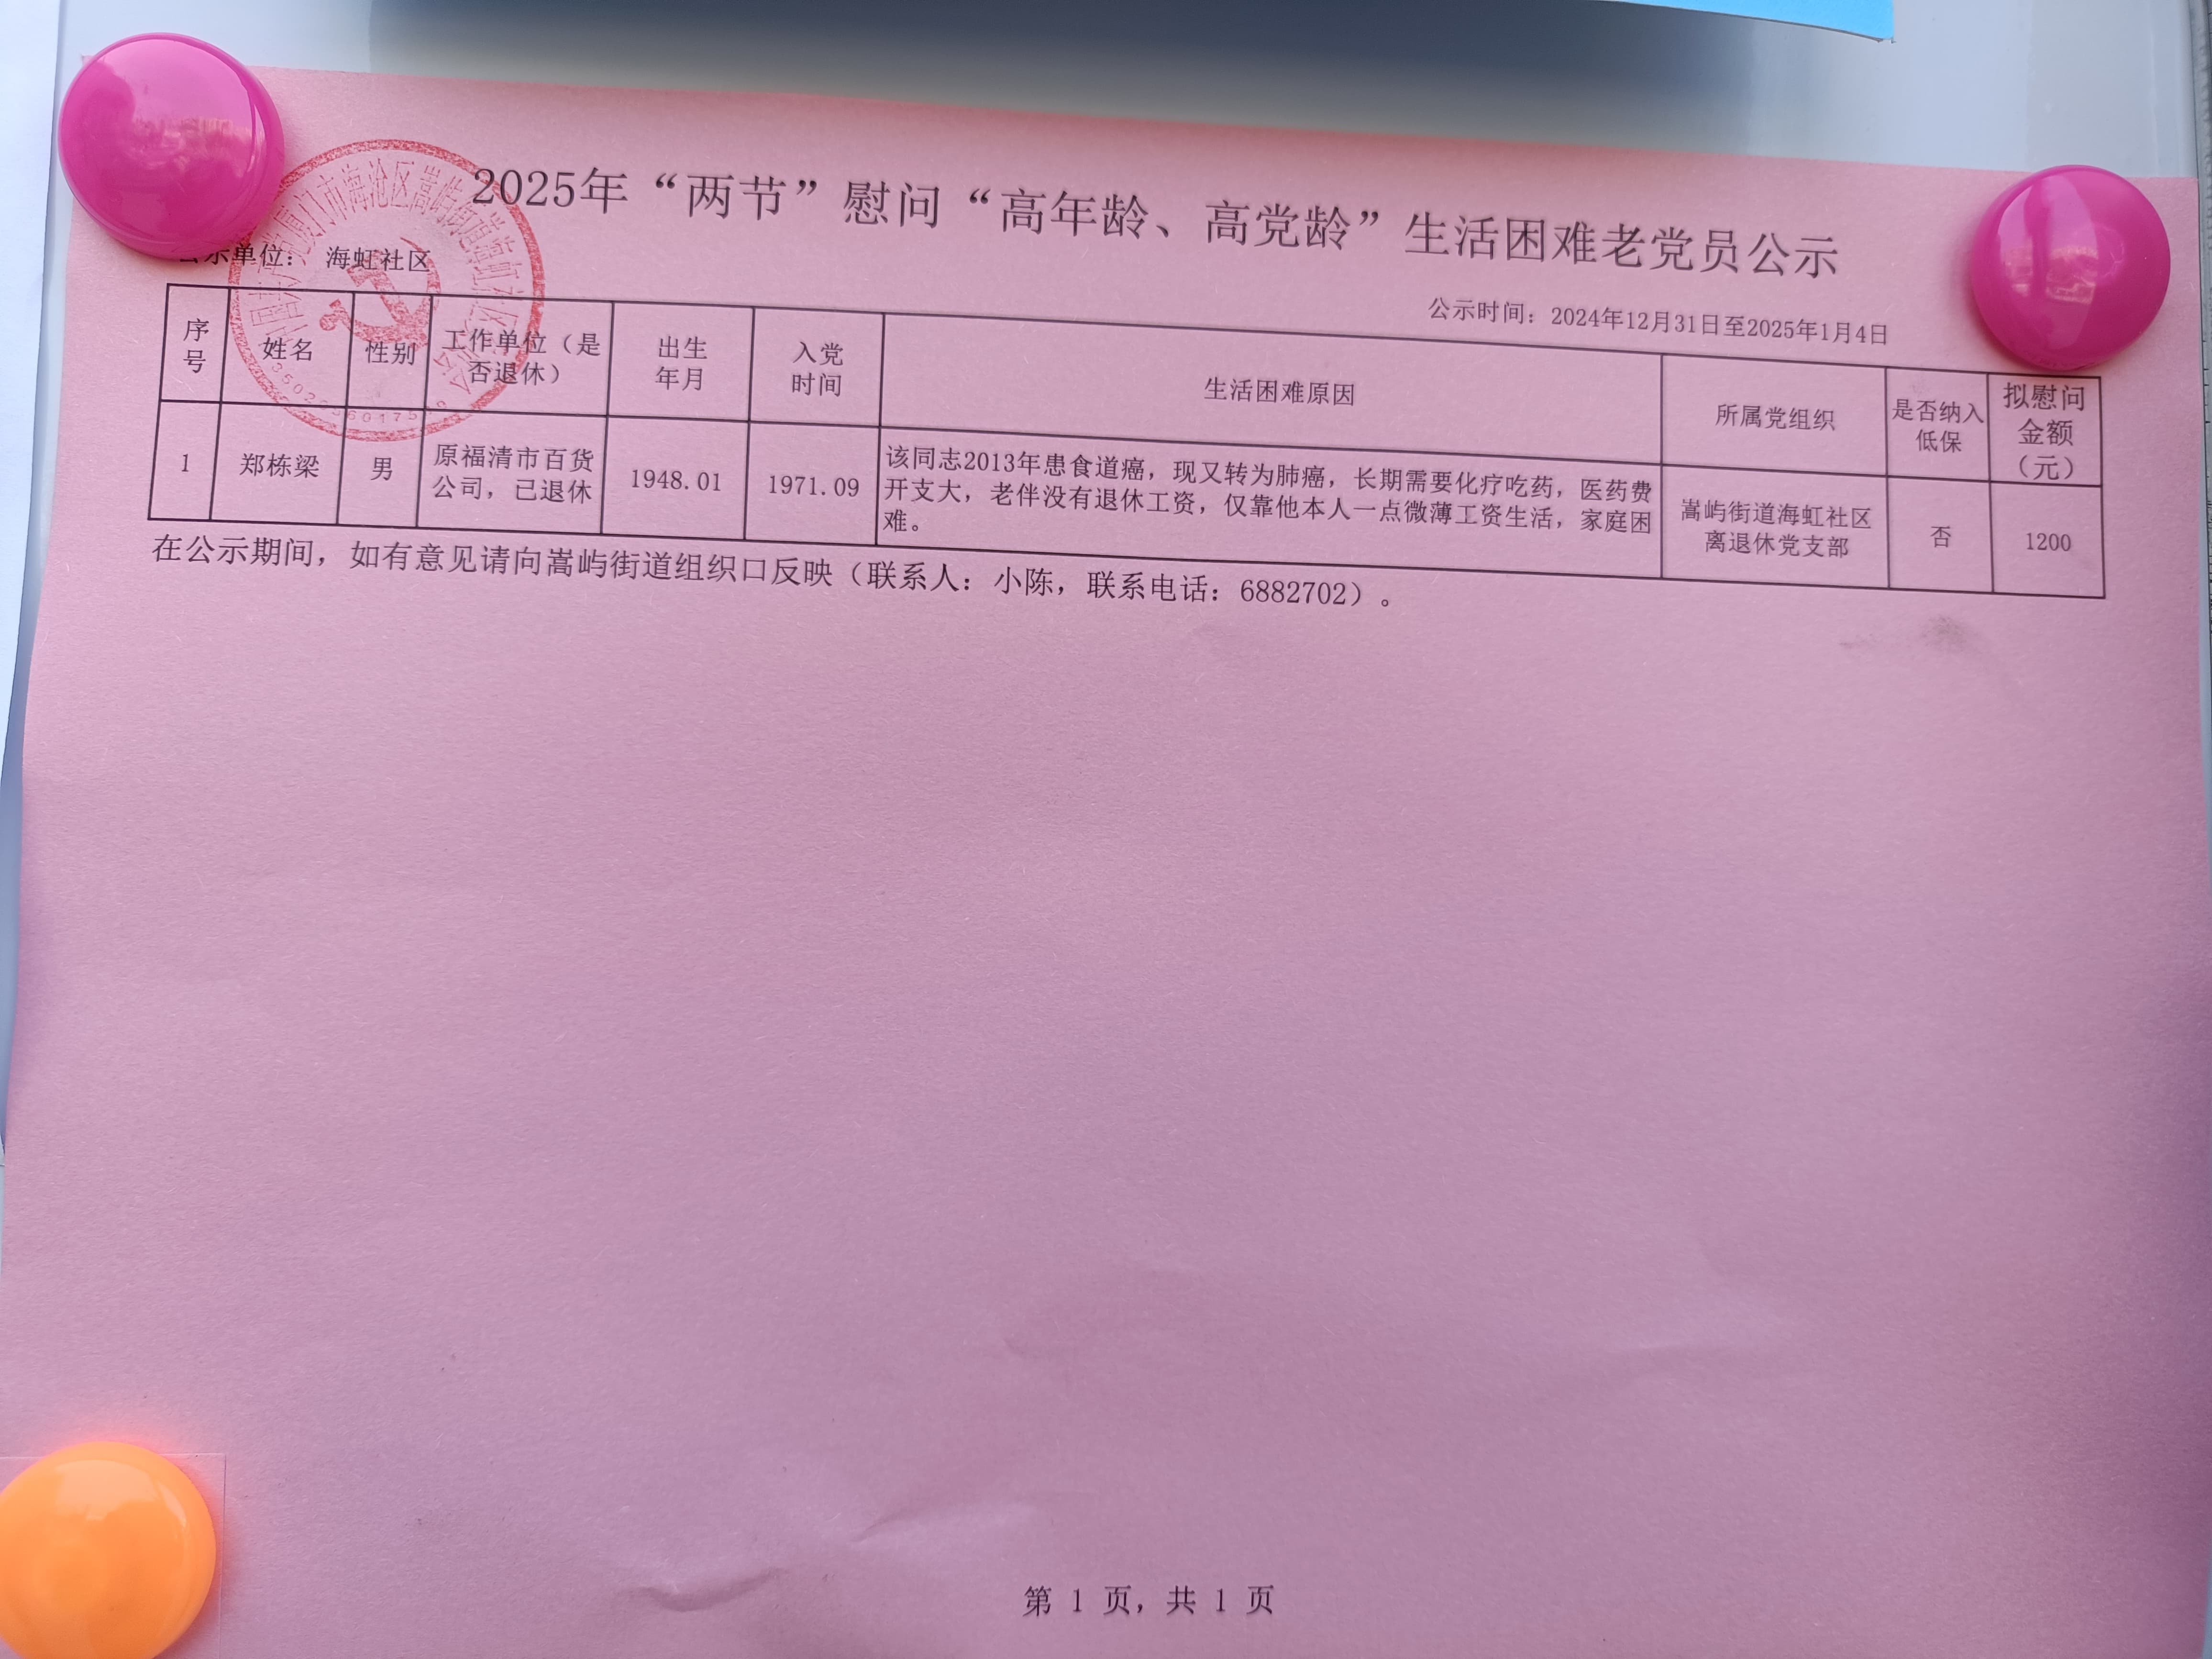 2025年“两节”慰问“高年龄、高党龄”生活困难老党员公示
公示单位： 海虹社区
公示时间：2024年12月31日至2025年1月4日
序号 姓名 性别 工作单位（是否退休） 出生年月 入党时间 生活困难原因 所属党组织 是否纳入低保 拟慰问金额（元）
1 郑栋梁 男 原福清市百货公司，已退休 1948.01 1971.09 该同志2013年患食道癌，现又转为肺癌，长期需要化疗吃药，医药费开支大，老伴没有退休工资，仅靠他本人一点微薄工资生活，家庭困难。 嵩屿街道海虹社区离退休党支部 否 1200
在公示期间，如有意见请向嵩屿街道组织口反映（联系人：小陈，联系电话：6882702）。
第 1 页，共 1 页